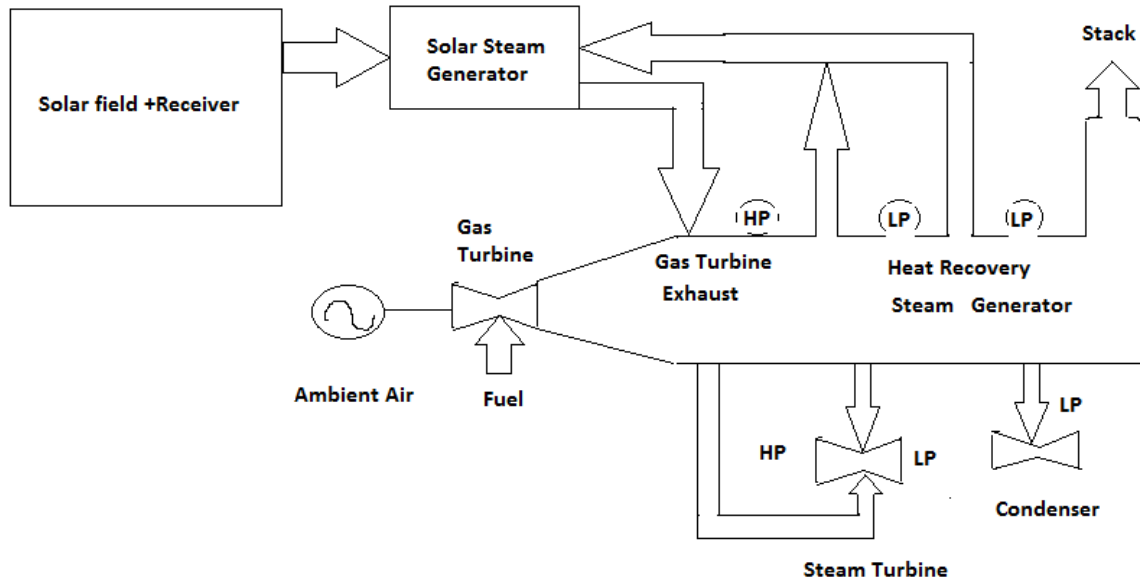 Solar field +Receiver
Solar Steam
Generator
Stack
HP
LP
LP
Gas
Turbine
Gas Turbine
Exhaust
Heat Recovery
Steam Generator
Ambient Air
Fuel
HP
LP
LP
Condenser
Steam Turbine